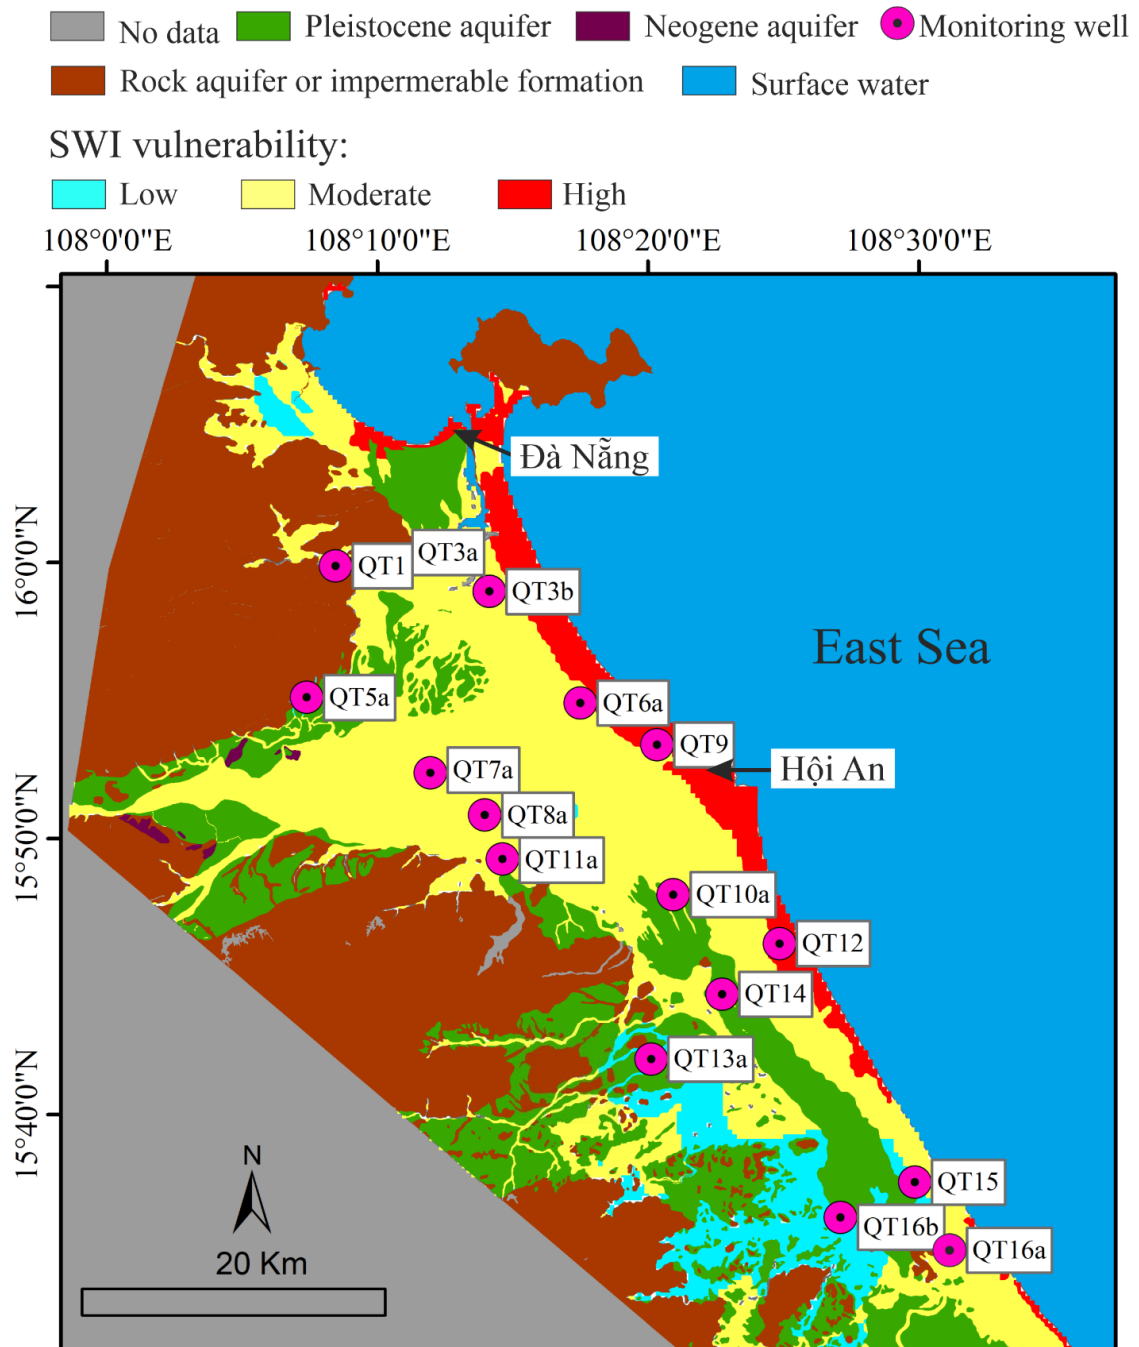 No data Pleistocene aquifer Neogene aquifer Monitoring well
Rock aquifer or impermerable formation Surface water
SWI vulnerability:
Low Moderate High
108°0'0"E 108°10'0"E 108°20'0"E 108°30'0"E
Đà Nẵng
16°0'0"N
QT3a
QT1
QT3b
East Sea
QT5a
QT6a
QT9
Hội An
QT7a
QT8a
15°50'0"N
QT11a
QT10a
QT12
QT14
QT13a
15°40'0"N
N
QT15
QT16b
QT16a
20 Km